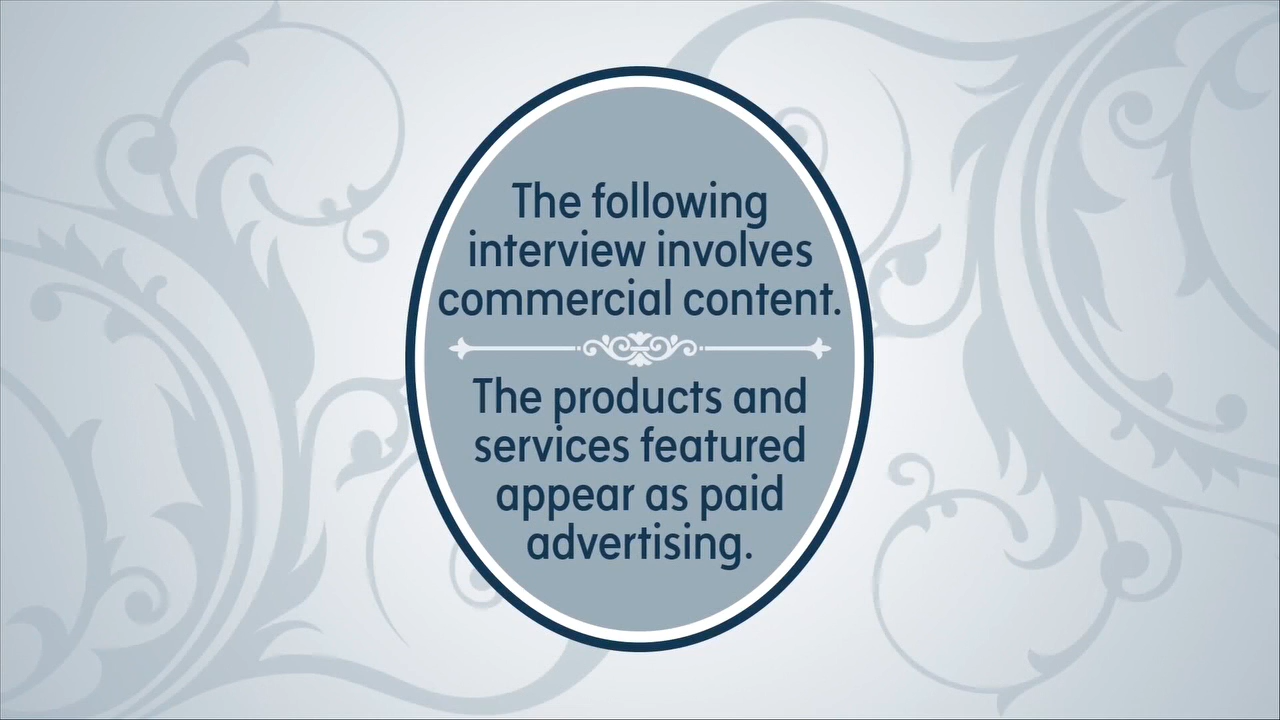 The following
interview involves
commercial content.
The products and
services featured
appear as paid
advertising.